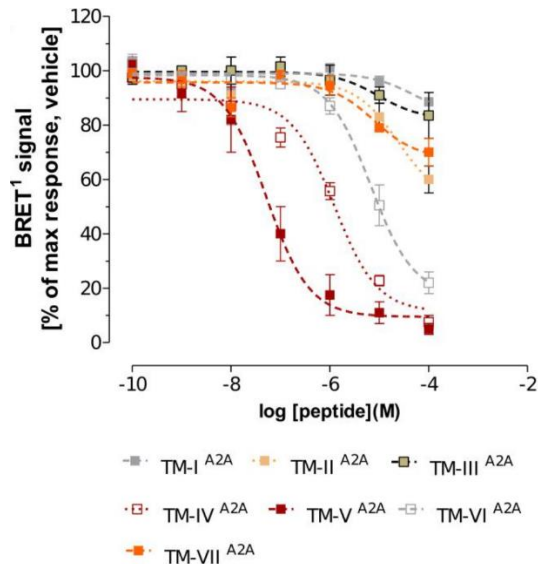 120
100
80
60
40
20
0
BRET¹ signal
[% of max response, vehicle]
-10 -8 -6 -4 -2
log [peptide](M)
TM-I A2A TM-II A2A TM-III A2A
TM-IV A2A TM-V A2A TM-VI A2A
TM-VII A2A